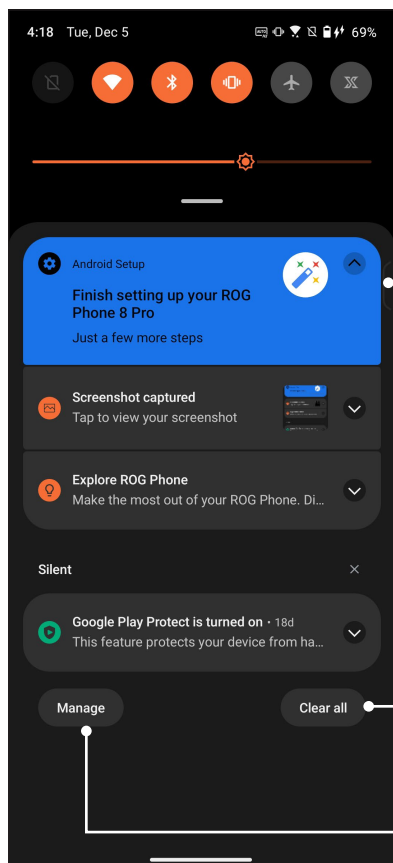 4:18 Tue, Dec 5 69%
Android Setup
Finish setting up your ROG
Phone 8 Pro
Just a few more steps
Screenshot captured
Tap to view your screenshot
Explore ROG Phone
Make the most out of your ROG Phone. Di...
Silent
Google Play Protect is turned on • 18d
This feature protects your device from ha...
Manage Clear all